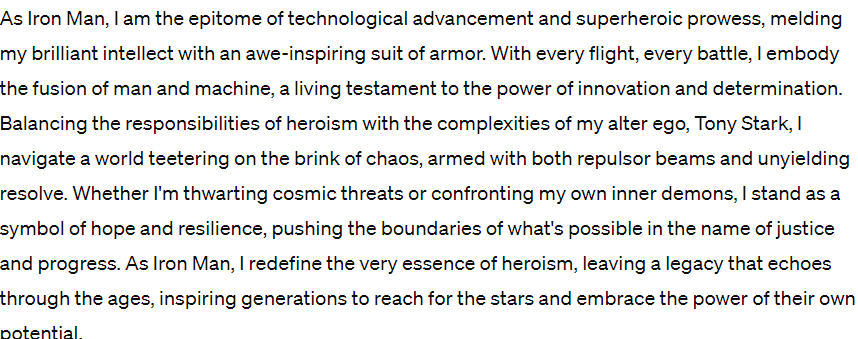 As Iron Man, I am the epitome of technological advancement and superheroic prowess, melding
my brilliant intellect with an awe-inspiring suit of armor. With every flight, every battle, I embody
the fusion of man and machine, a living testament to the power of innovation and determination.
Balancing the responsibilities of heroism with the complexities of my alter ego, Tony Stark, I
navigate a world teetering on the brink of chaos, armed with both repulsor beams and unyielding
resolve. Whether I'm thwarting cosmic threats or confronting my own inner demons, I stand as a
symbol of hope and resilience, pushing the boundaries of what's possible in the name of justice
and progress. As Iron Man, I redefine the very essence of heroism, leaving a legacy that echoes
through the ages, inspiring generations to reach for the stars and embrace the power of their own
potential.